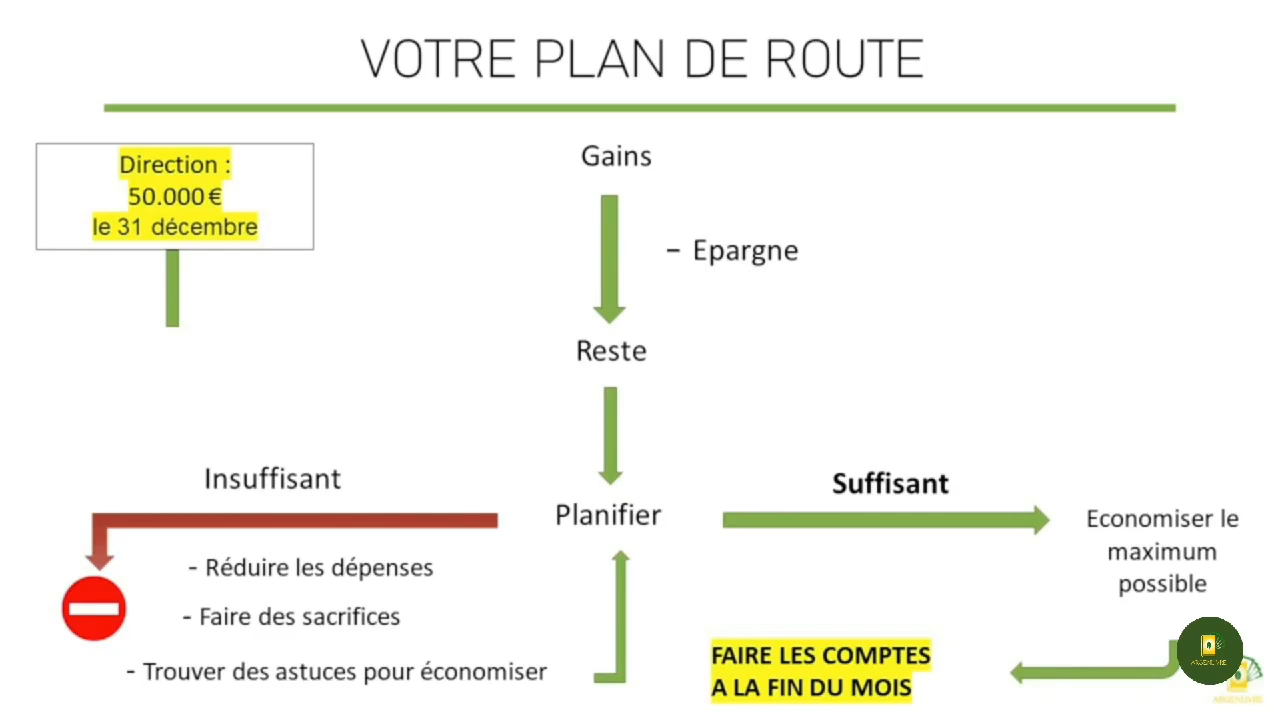 VOTRE PLAN DE ROUTE
Direction :
50.000 €
le 31 décembre
Gains
– Epargne
Reste
Insuffisant
Planifier
Suffisant
Economiser le
maximum
possible
- Réduire les dépenses
- Faire des sacrifices
- Trouver des astuces pour économiser
FAIRE LES COMPTES
A LA FIN DU MOIS
ARGENLIVRE
ARGENLIVRE